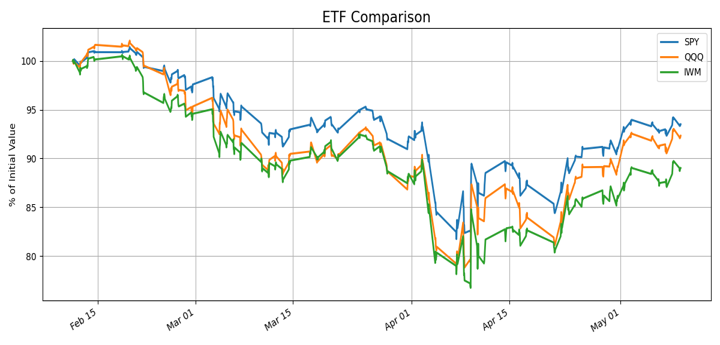 ETF Comparison
SPY
QQQ
IWM
% of Initial Value
100
95
90
85
80
Feb 15
Mar 01
Mar 15
Apr 01
Apr 15
May 01